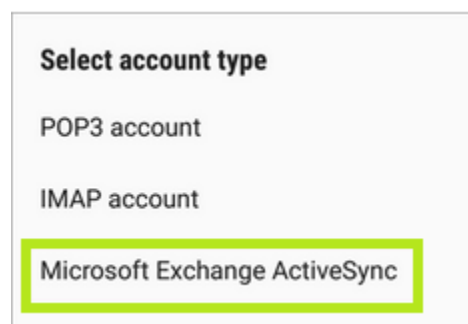 Select account type
POP3 account
IMAP account
Microsoft Exchange ActiveSync